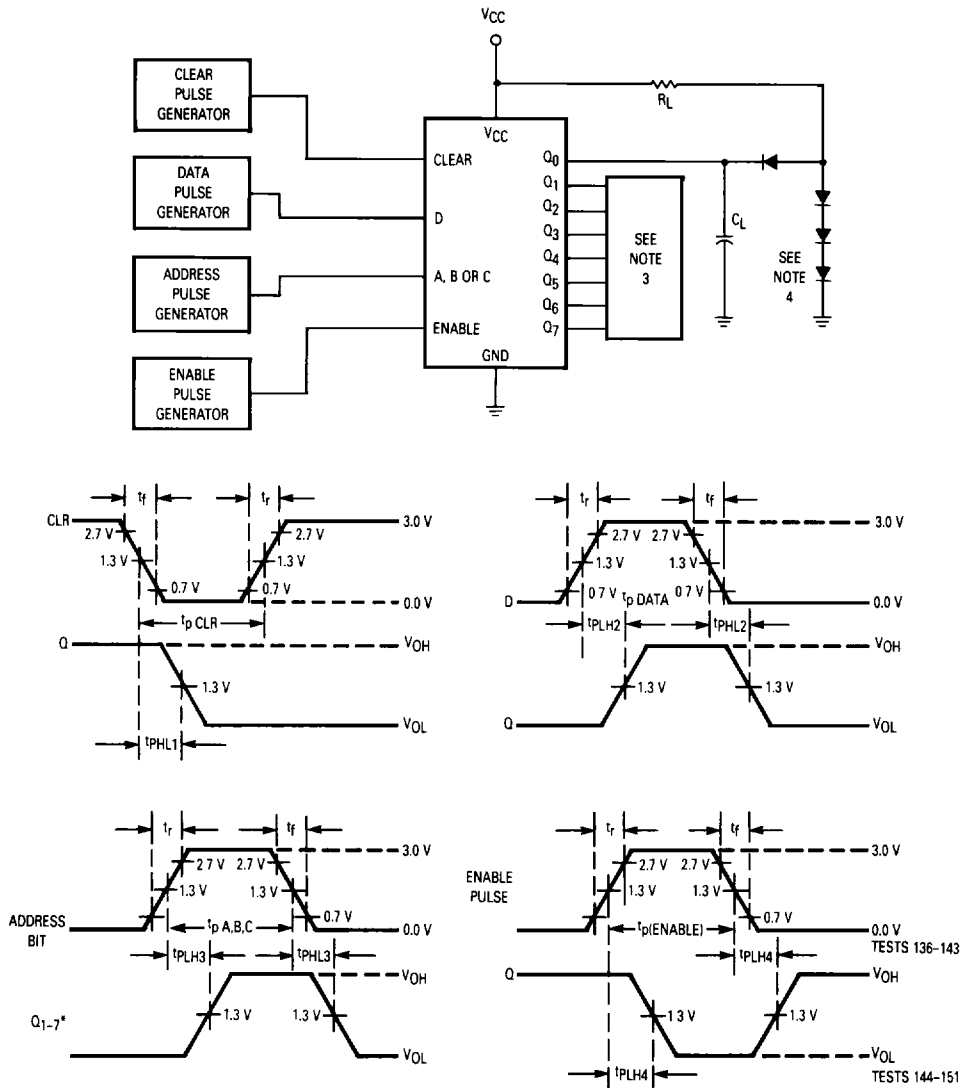 VCC
CLEAR
PULSE
GENERATOR
DATA
PULSE
GENERATOR
ADDRESS
PULSE
GENERATOR
ENABLE
PULSE
GENERATOR
VCC
CLEAR
D
A, B OR C
ENABLE
GND
Q0
Q1
Q2
Q3
Q4
Q5
Q6
Q7
SEE
NOTE
3
RL
CL
SEE
NOTE
4
tf
tr
CLR
3.0 V
2.7 V
2.7 V
1.3 V
1.3 V
0.7 V
0.7 V
0.0 V
tp CLR
Q
VOH
1.3 V
VOL
tPHL1
tr
tf
3.0 V
2.7 V
2.7 V
1.3 V
1.3 V
0.7 V
0.7 V
D
tp DATA
0.0 V
tPLH2
tPHL2
VOH
1.3 V
1.3 V
Q
VOL
tr
tf
3.0 V
2.7 V
2.7 V
1.3 V
1.3 V
0.7 V
ADDRESS
BIT
tp A,B,C
0.0 V
tPLH3
tPHL3
VOH
Q1-7*
1.3 V
1.3 V
VOL
tr
tf
3.0 V
ENABLE
PULSE
2.7 V
2.7 V
1.3 V
1.3 V
0.7 V
tp(ENABLE)
0.0 V
TESTS 136-143
tPLH4
Q
VOH
1.3 V
1.3 V
VOL
tPLH4
TESTS 144-151